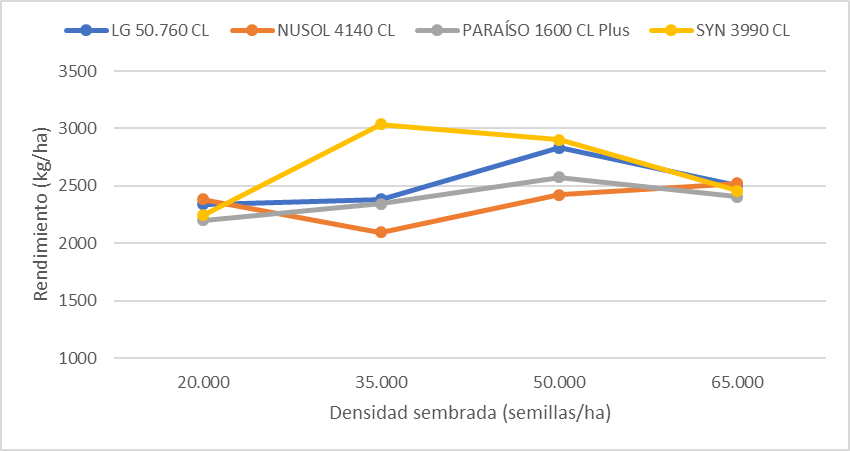 LG 50.760 CL NUSOL 4140 CL PARAÍSO 1600 CL Plus SYN 3990 CL
Rendimiento (kg/ha)
3500
3000
2500
2000
1500
1000
20.000 35.000 50.000 65.000
Densidad sembrada (semillas/ha)